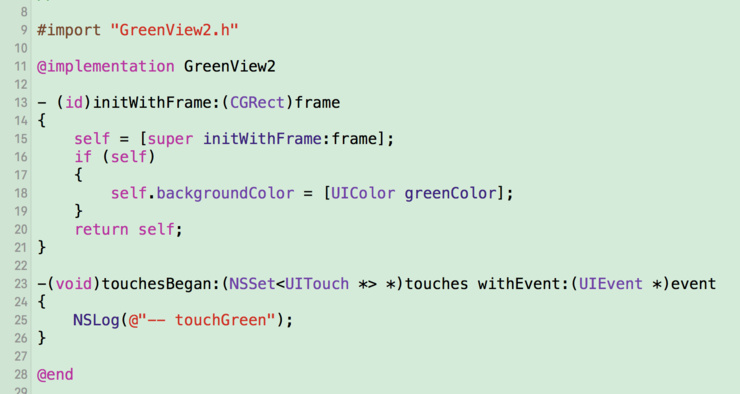 8
9 #import "GreenView2.h"
10
11 @implementation GreenView2
12
13 - (id)initWithFrame:(CGRect)frame
14 {
15     self = [super initWithFrame:frame];
16     if (self)
17     {
18         self.backgroundColor = [UIColor greenColor];
19     }
20     return self;
21 }
22
23 -(void)touchesBegan:(NSSet<UITouch *> *)touches withEvent:(UIEvent *)event
24 {
25     NSLog(@"-- touchGreen");
26 }
27
28 @end
29